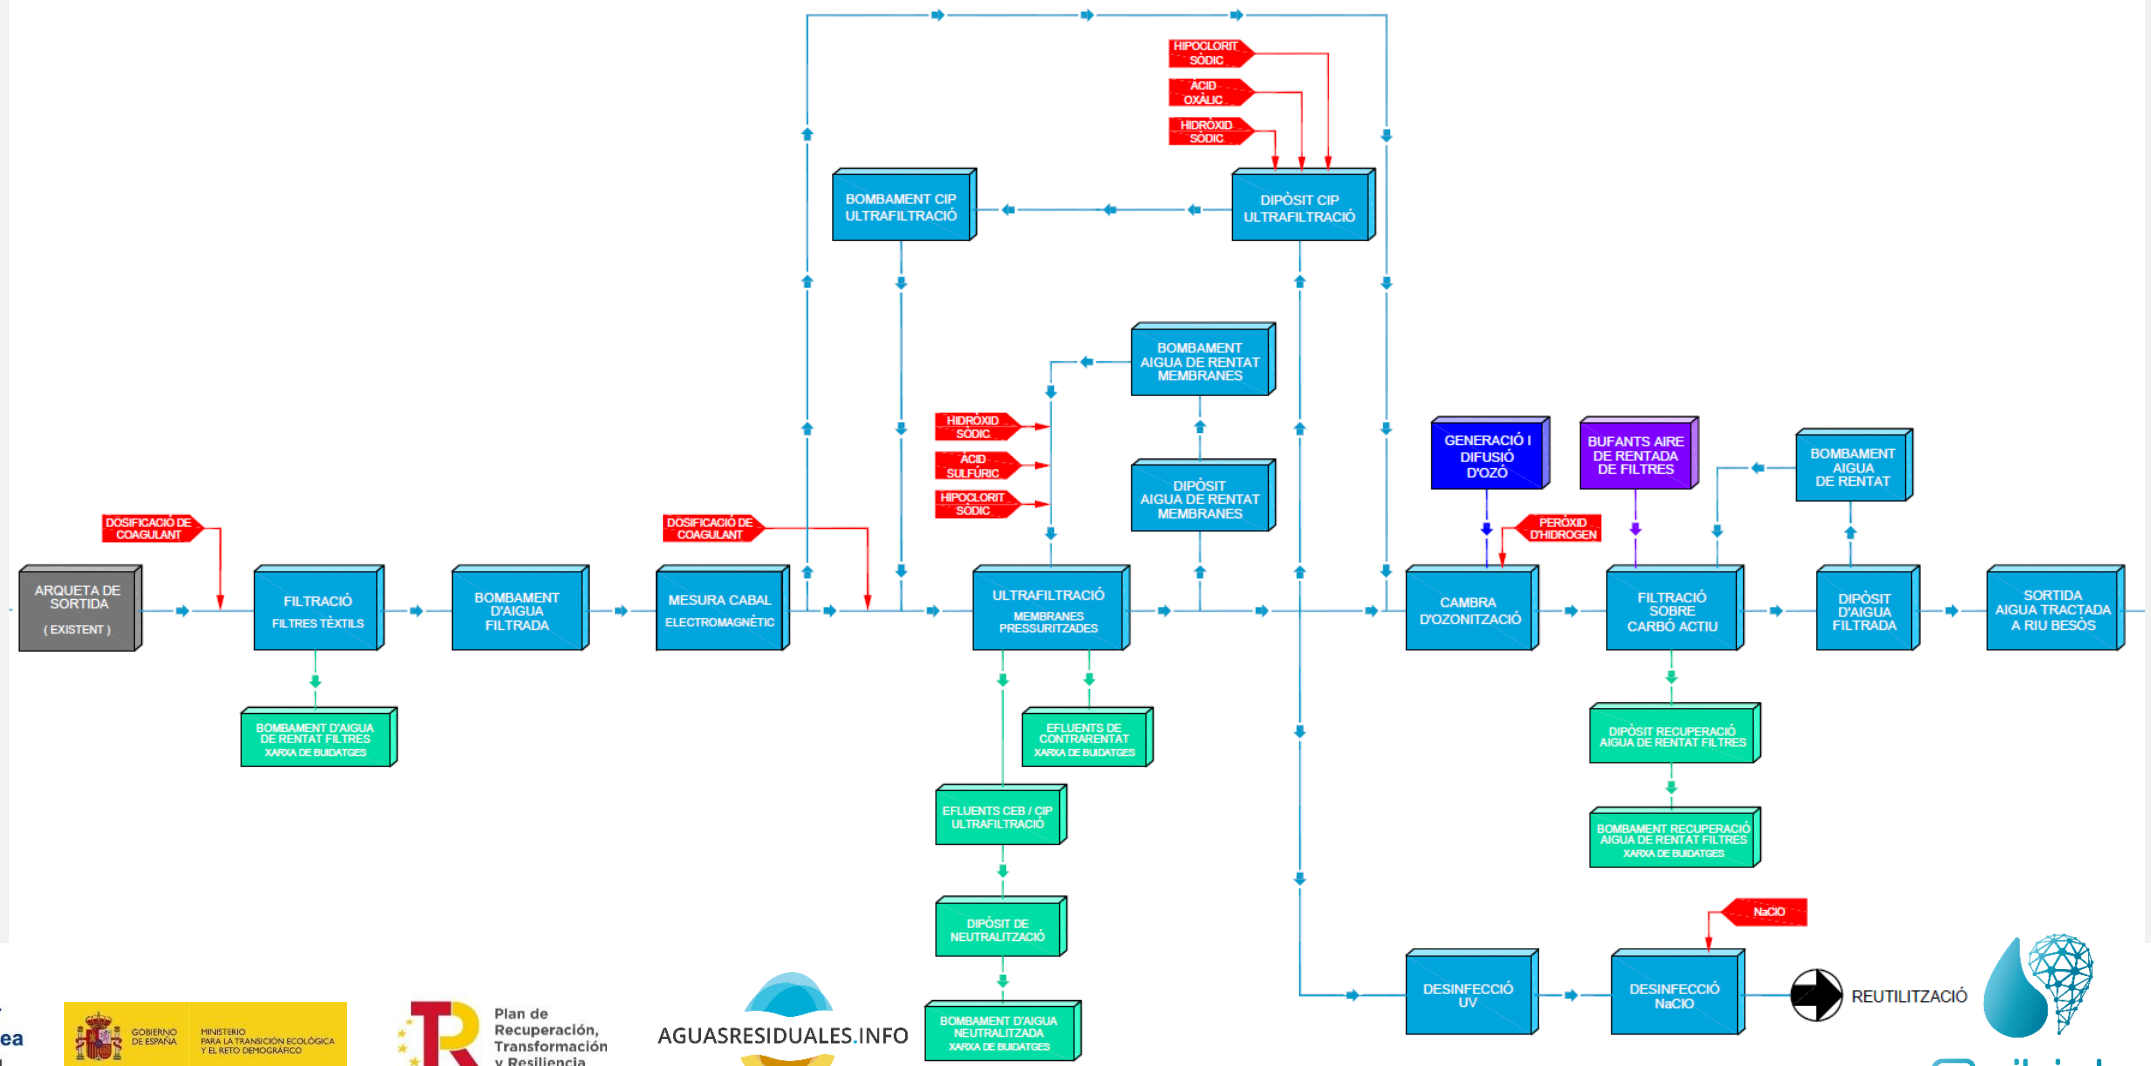 HIPOCLORIT
SÒDIC
ÀCID
OXÀLIC
HIDRÒXID
SÒDIC
BOMBAMENT CIP
ULTRAFILTRACIÓ
DIPÒSIT CIP
ULTRAFILTRACIÓ
BOMBAMENT
AIGUA DE RENTAT
MEMBRANES
HIDRÒXID
SÒDIC
ÀCID
SULFÚRIC
HIPOCLORIT
SÒDIC
DIPÒSIT
AIGUA DE RENTAT
MEMBRANES
GENERACIÓ I
DIFUSIÓ
D'OZÓ
BUFANTS AIRE
DE RENTADA
DE FILTRES
BOMBAMENT
AIGUA
DE RENTAT
DOSIFICACIÓ DE
COAGULANT
DOSIFICACIÓ DE
COAGULANT
PERÒXID
D'HIDROGEN
ARQUETA DE
SORTIDA
( EXISTENT )
FILTRACIÓ
FILTRES TÈXTILS
BOMBAMENT
D'AIGUA
FILTRADA
MESURA CABAL
ELECTROMAGNÈTIC
ULTRAFILTRACIÓ
MEMBRANES
PRESSURITZADES
CAMBRA
D'OZONITZACIÓ
FILTRACIÓ
SOBRE
CARBÓ ACTIU
DIPÒSIT
D'AIGUA
FILTRADA
SORTIDA
AIGUA TRACTADA
A RIU BESÒS
BOMBAMENT D'AIGUA
DE RENTAT FILTRES
XARXA DE BUIDATGES
EFLUENTS DE
CONTRARENTAT
XARXA DE BUIDATGES
DIPÒSIT RECUPERACIÓ
AIGUA DE RENTAT FILTRES
EFLUENTS CEB / CIP
ULTRAFILTRACIÓ
BOMBAMENT RECUPERACIÓ
AIGUA DE RENTAT FILTRES
XARXA DE BUIDATGES
DIPÒSIT DE
NEUTRALITZACIÓ
NaClO
DESINFECCIÓ
UV
DESINFECCIÓ
NaClO
REUTILITZACIÓ
BOMBAMENT D'AIGUA
NEUTRALITZADA
XARXA DE BUIDATGES
ea
GOBIERNO
DE ESPAÑA
MINISTERIO
PARA LA TRANSICIÓN ECOLÓGICA
Y EL RETO DEMOGRÁFICO
Plan de
Recuperación,
Transformación
y Resiliencia
AGUASRESIDUALES.INFO